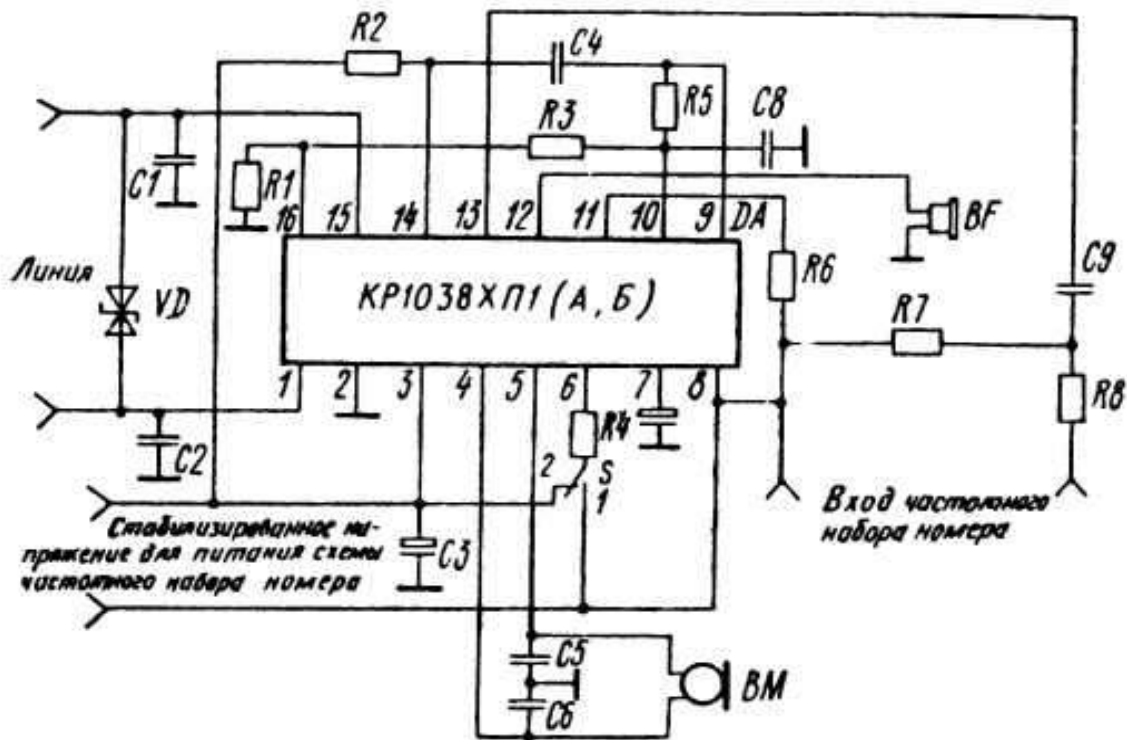 R2
C4
R5
C8
R3
C1
R1
16
15
14
13
12
11
10
9
DA
BF
Линия
VD
КР1038ХП1 (А, Б)
R6
C9
R7
R8
1
2
3
4
5
6
7
8
C2
R4
2
S
1
Вход частотного
набора номера
Стабилизированное на-
пряжение для питания схемы
частотного набора номера
C3
C5
C6
BM